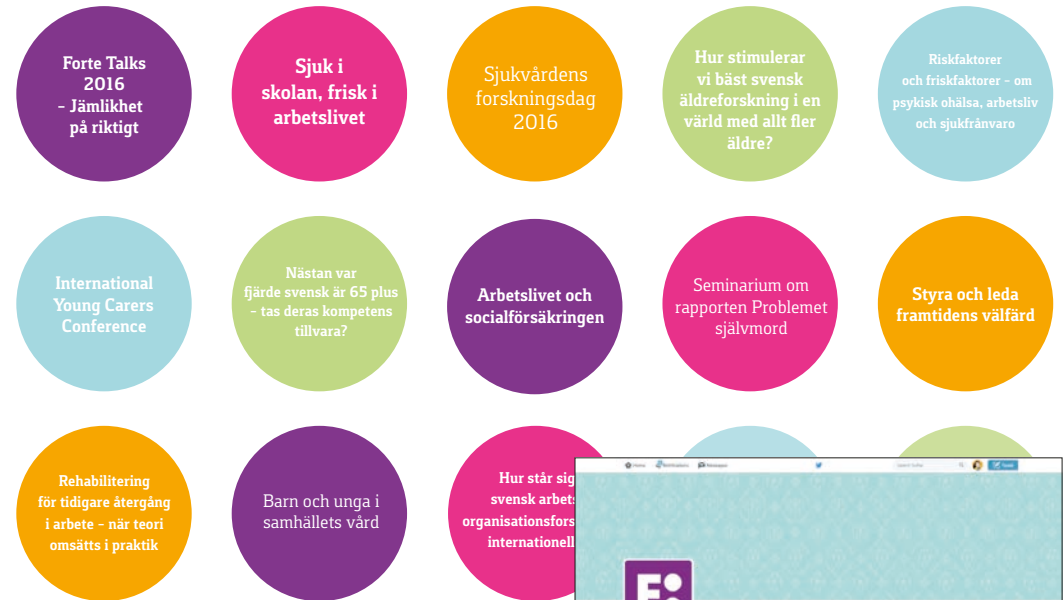 Forte Talks
2016
– Jämlikhet
på riktigt
Sjuk i
skolan, frisk i
arbetslivet
Sjukvårdens
forskningsdag
2016
Hur stimulerar
vi bäst svensk
äldreforskning i en
värld med allt fler
äldre?
Riskfaktorer
och friskfaktorer – om
psykisk ohälsa, arbetsliv
och sjukfrånvaro
International
Young Carers
Conference
Nästan var
fjärde svensk är 65 plus
– tas deras kompetens
tillvara?
Arbetslivet och
socialförsäkringen
Seminarium om
rapporten Problemet
självmord
Styra och leda
framtidens välfärd
Rehabilitering
för tidigare återgång
i arbete – när teori
omsätts i praktik
Barn och unga i
samhällets vård
Hur står sig
svensk arbets
organisationsfors
internationell
Home